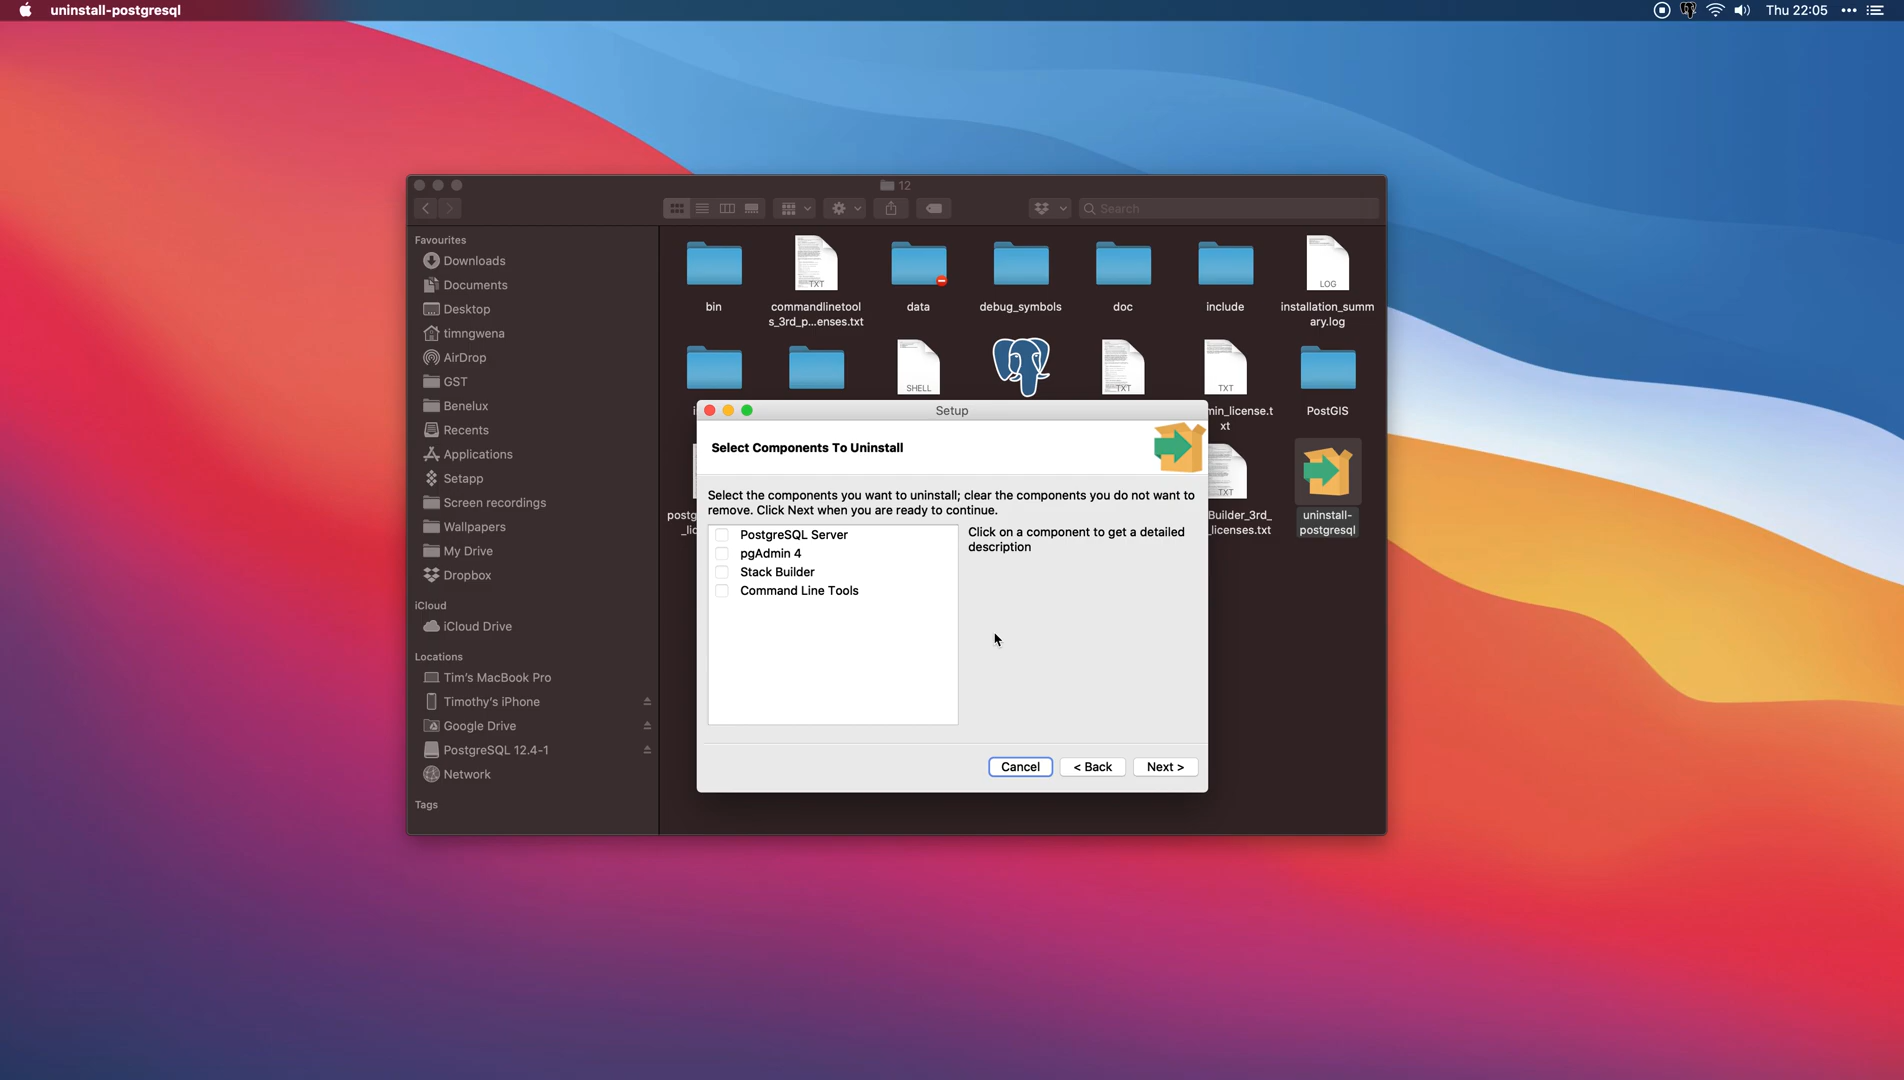 uninstall-postgresql
Thu 22:05
12
Search
Favourites
Downloads
Documents
Desktop
timngwena
AirDrop
GST
Benelux
Recents
Applications
Setapp
Screen recordings
Wallpapers
My Drive
Dropbox
iCloud
iCloud Drive
Locations
Tim's MacBook Pro
Timothy's iPhone
Google Drive
PostgreSQL 12.4-1
Network
Tags
TXT
LOG
bin
commandlinetool
s_3rd_p...enses.txt
data
debug_symbols
doc
include
installation_summ
ary.log
SHELL
TXT
TXT
min_license.t
xt
PostGIS
TXT
postg
_lic
Builder_3rd_
licenses.txt
uninstall-
postgresql
Setup
Select Components To Uninstall
Select the components you want to uninstall; clear the components you do not want to
remove. Click Next when you are ready to continue.
PostgreSQL Server
pgAdmin 4
Stack Builder
Command Line Tools
Click on a component to get a detailed
description
Cancel
< Back
Next >